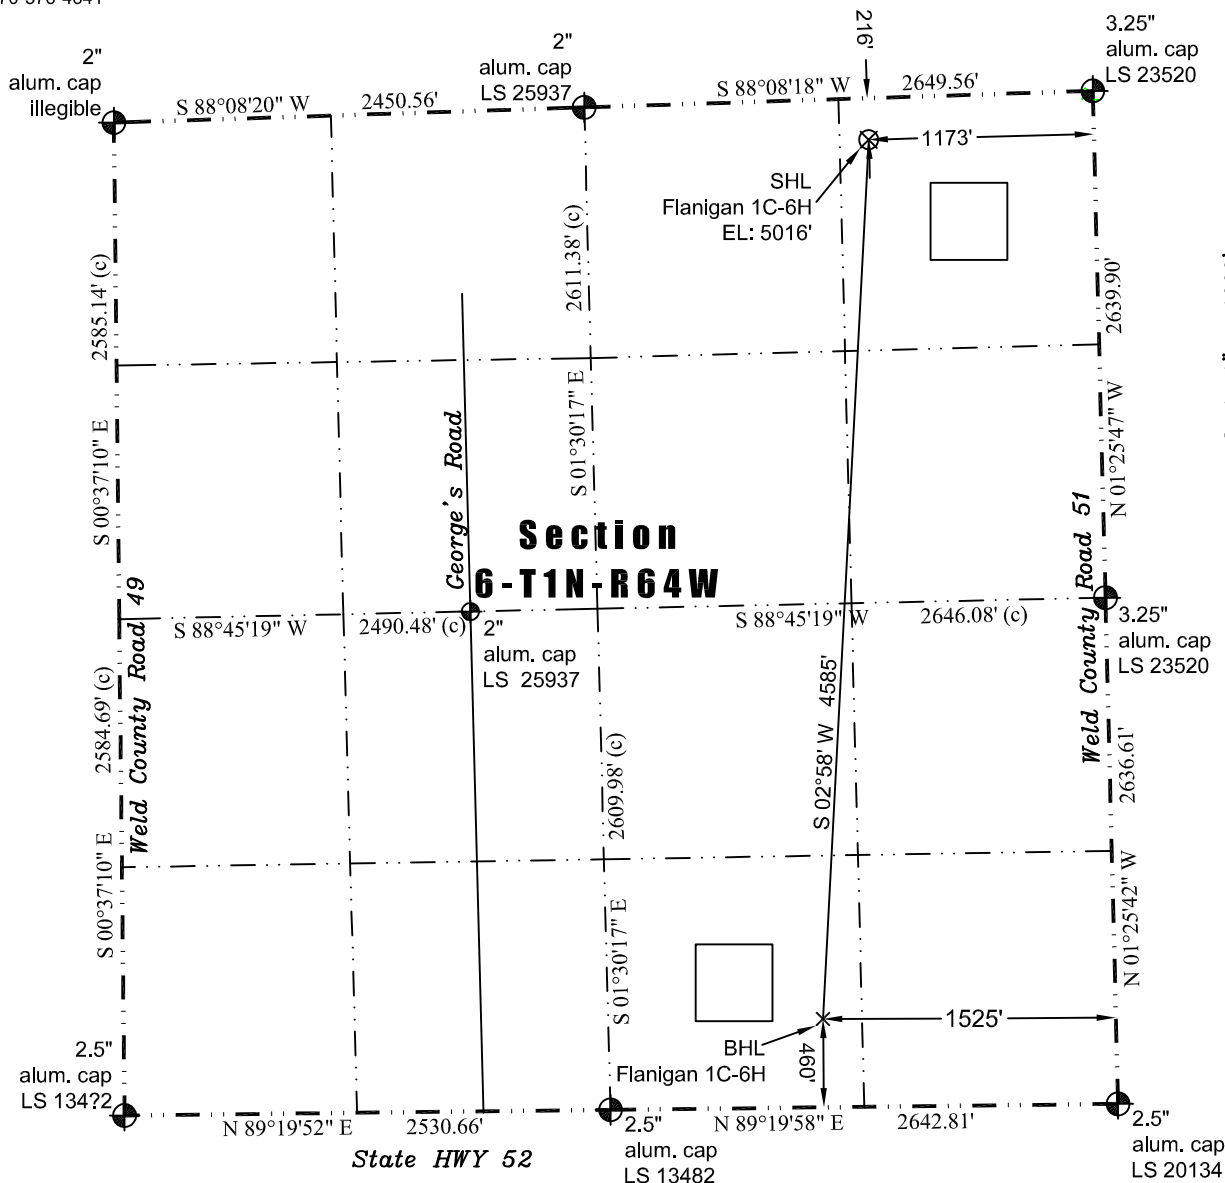 2"
alum. cap
illegible
S 88°08'20" W
2450.56'
2"
alum. cap
LS 25937
S 88°08'18" W
216'
2649.56'
3.25"
alum. cap
LS 23520
1173'
SHL
Flanigan 1C-6H
EL: 5016'
2585.14' (c)
2611.38' (c)
2639.90'
S 00°37'10" E
George's Road
S 01°30'17" E
N 01°25'47" W
Section
6-T1N-R64W
Weld County Road 49
S 88°45'19" W
2490.48' (c)
2"
alum. cap
LS 25937
S 88°45'19" W
2646.08' (c)
Weld County Road 51
3.25"
alum. cap
LS 23520
2584.69' (c)
2609.98' (c)
S 02°58' W 4585'
2636.61'
S 00°37'10" E
S 01°30'17" E
N 01°25'42" W
1525'
BHL
Flanigan 1C-6H
460'
2.5"
alum. cap
LS 134?2
N 89°19'52" E
2530.66'
State HWY 52
2.5"
alum. cap
LS 13482
N 89°19'58" E
2642.81'
2.5"
alum. cap
LS 20134